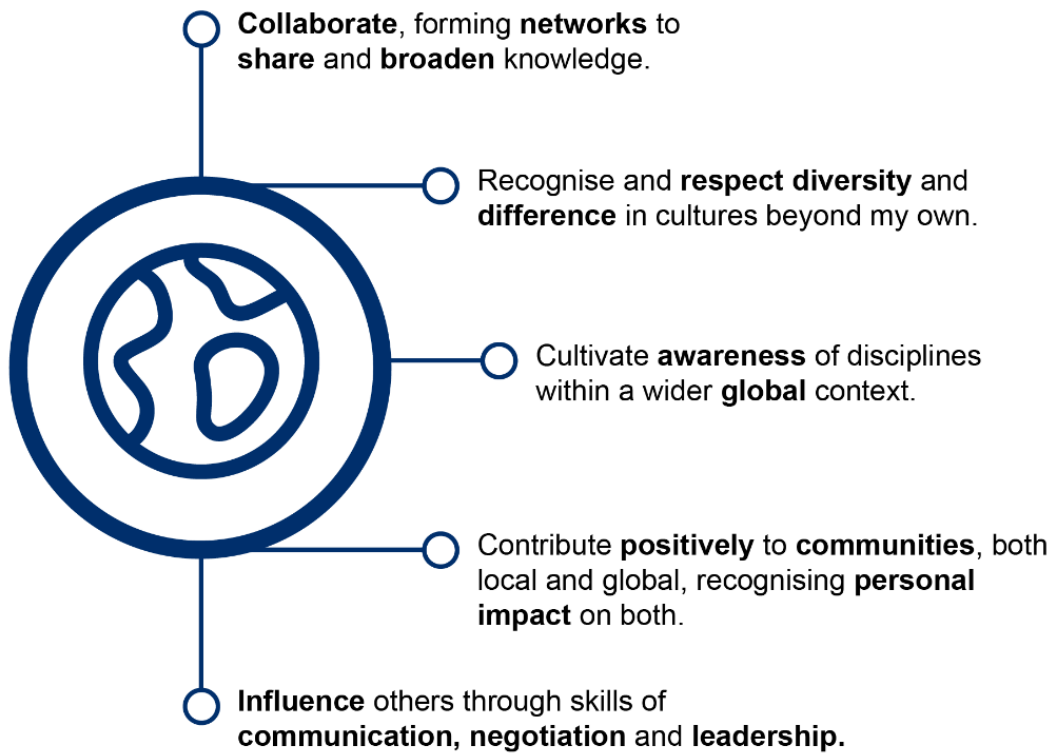 Collaborate, forming networks to
share and broaden knowledge.
Recognise and respect diversity and
difference in cultures beyond my own.
Cultivate awareness of disciplines
within a wider global context.
Contribute positively to communities, both
local and global, recognising personal
impact on both.
Influence others through skills of
communication, negotiation and leadership.